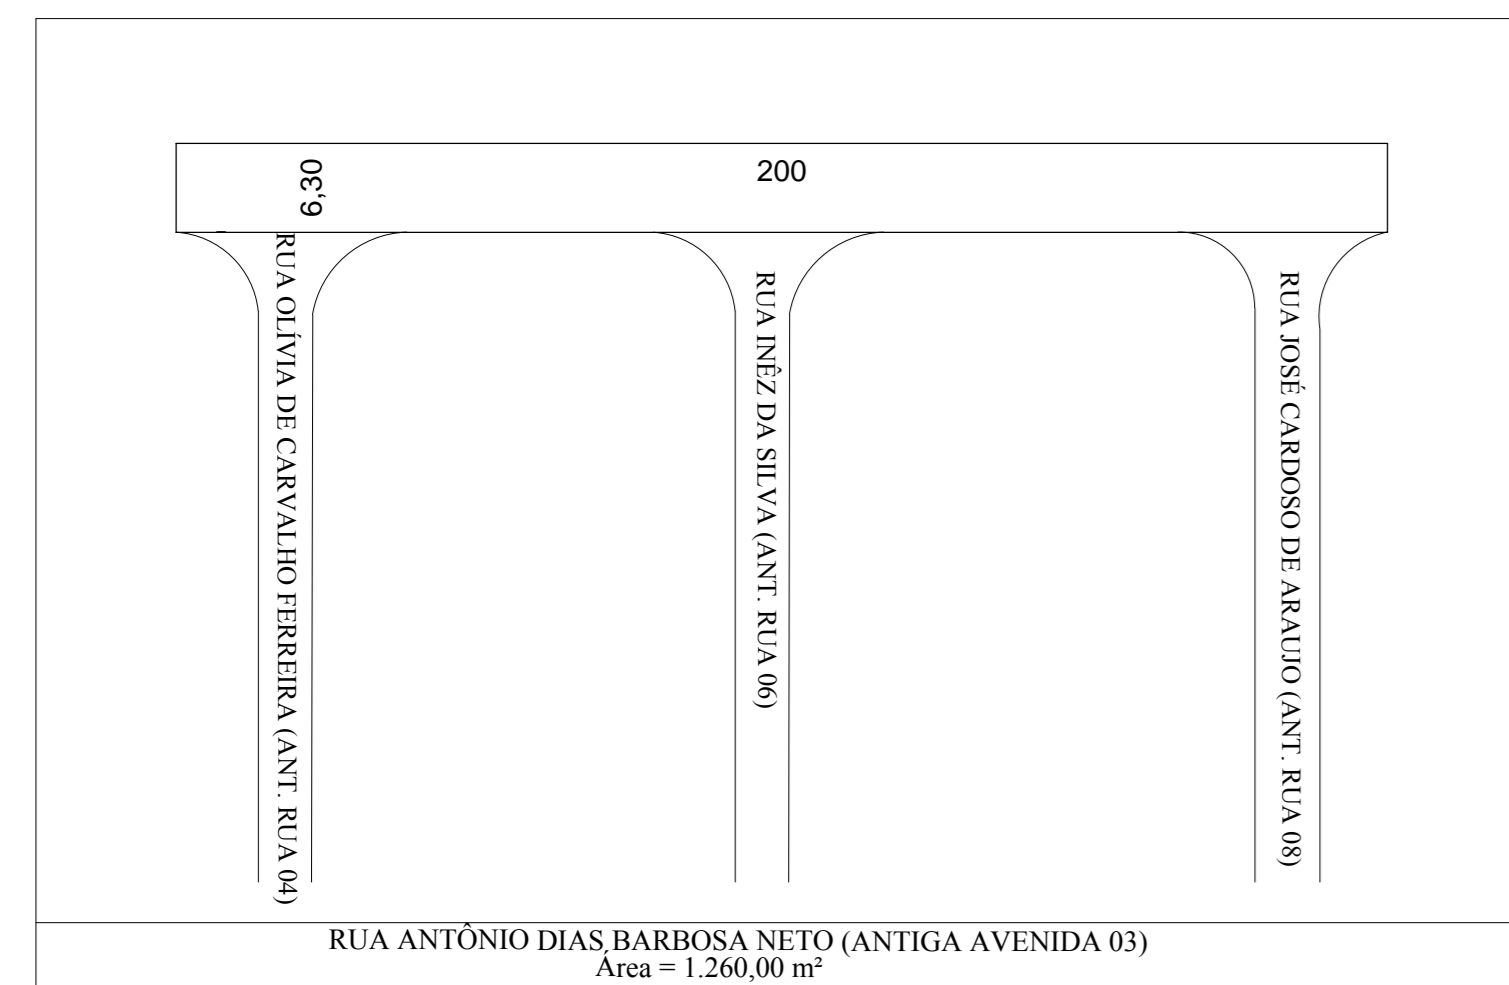 6,30
200
RUA OLÍVIA DE CARVALHO FERREIRA (ANT. RUA 04)
RUA INÊZ DA SILVA (ANT. RUA 06)
RUA JOSÉ CARDOSO DE ARAUJO (ANT. RUA 08)
RUA ANTÔNIO DIAS BARBOSA NETO (ANTIGA AVENIDA 03)
Área = 1.260,00 m²